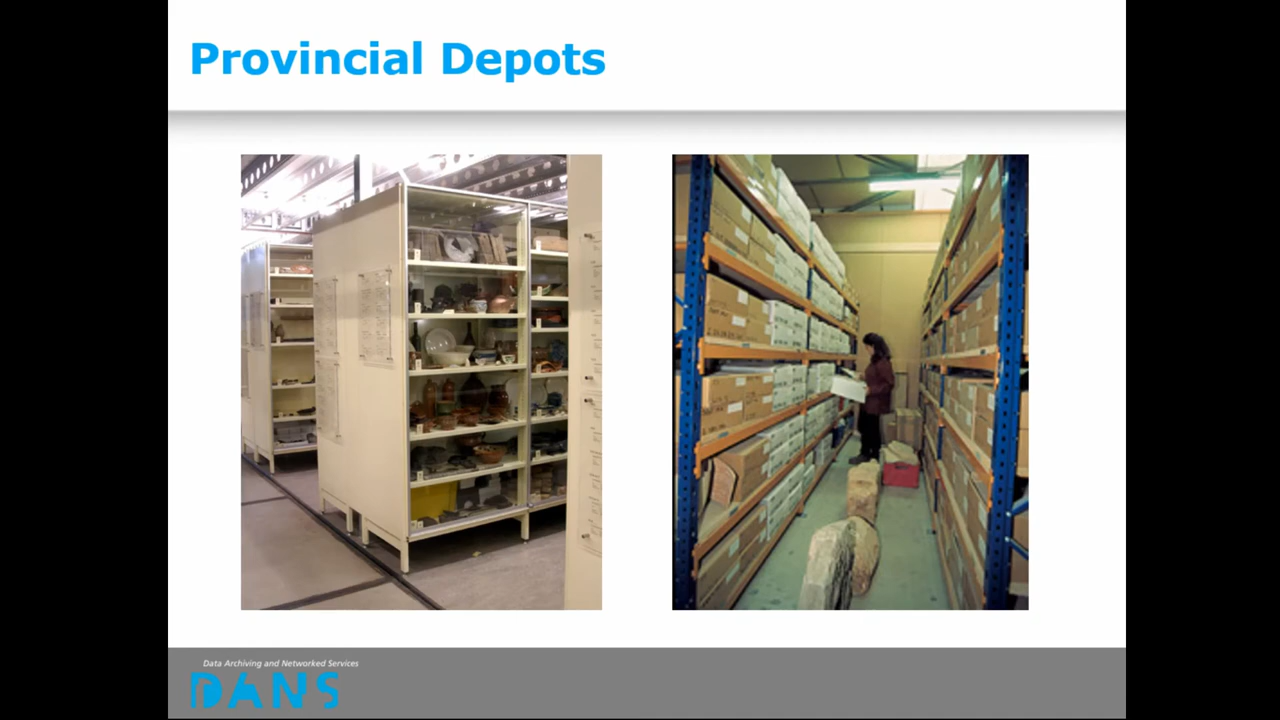 Provincial Depots
Data Archiving and Networked Services
DANS